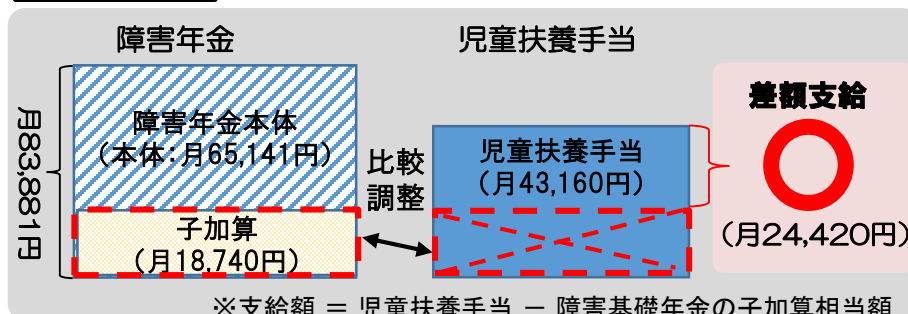 障害年金
児童扶養手当
月83,881円
障害年金本体
（本体：月65,141円）
子加算
（月18,740円）
比較
調整
児童扶養手当
（月43,160円）
差額支給
（月24,420円）
※支給額 ＝ 児童扶養手当 － 障害基礎年金の子加算相当額